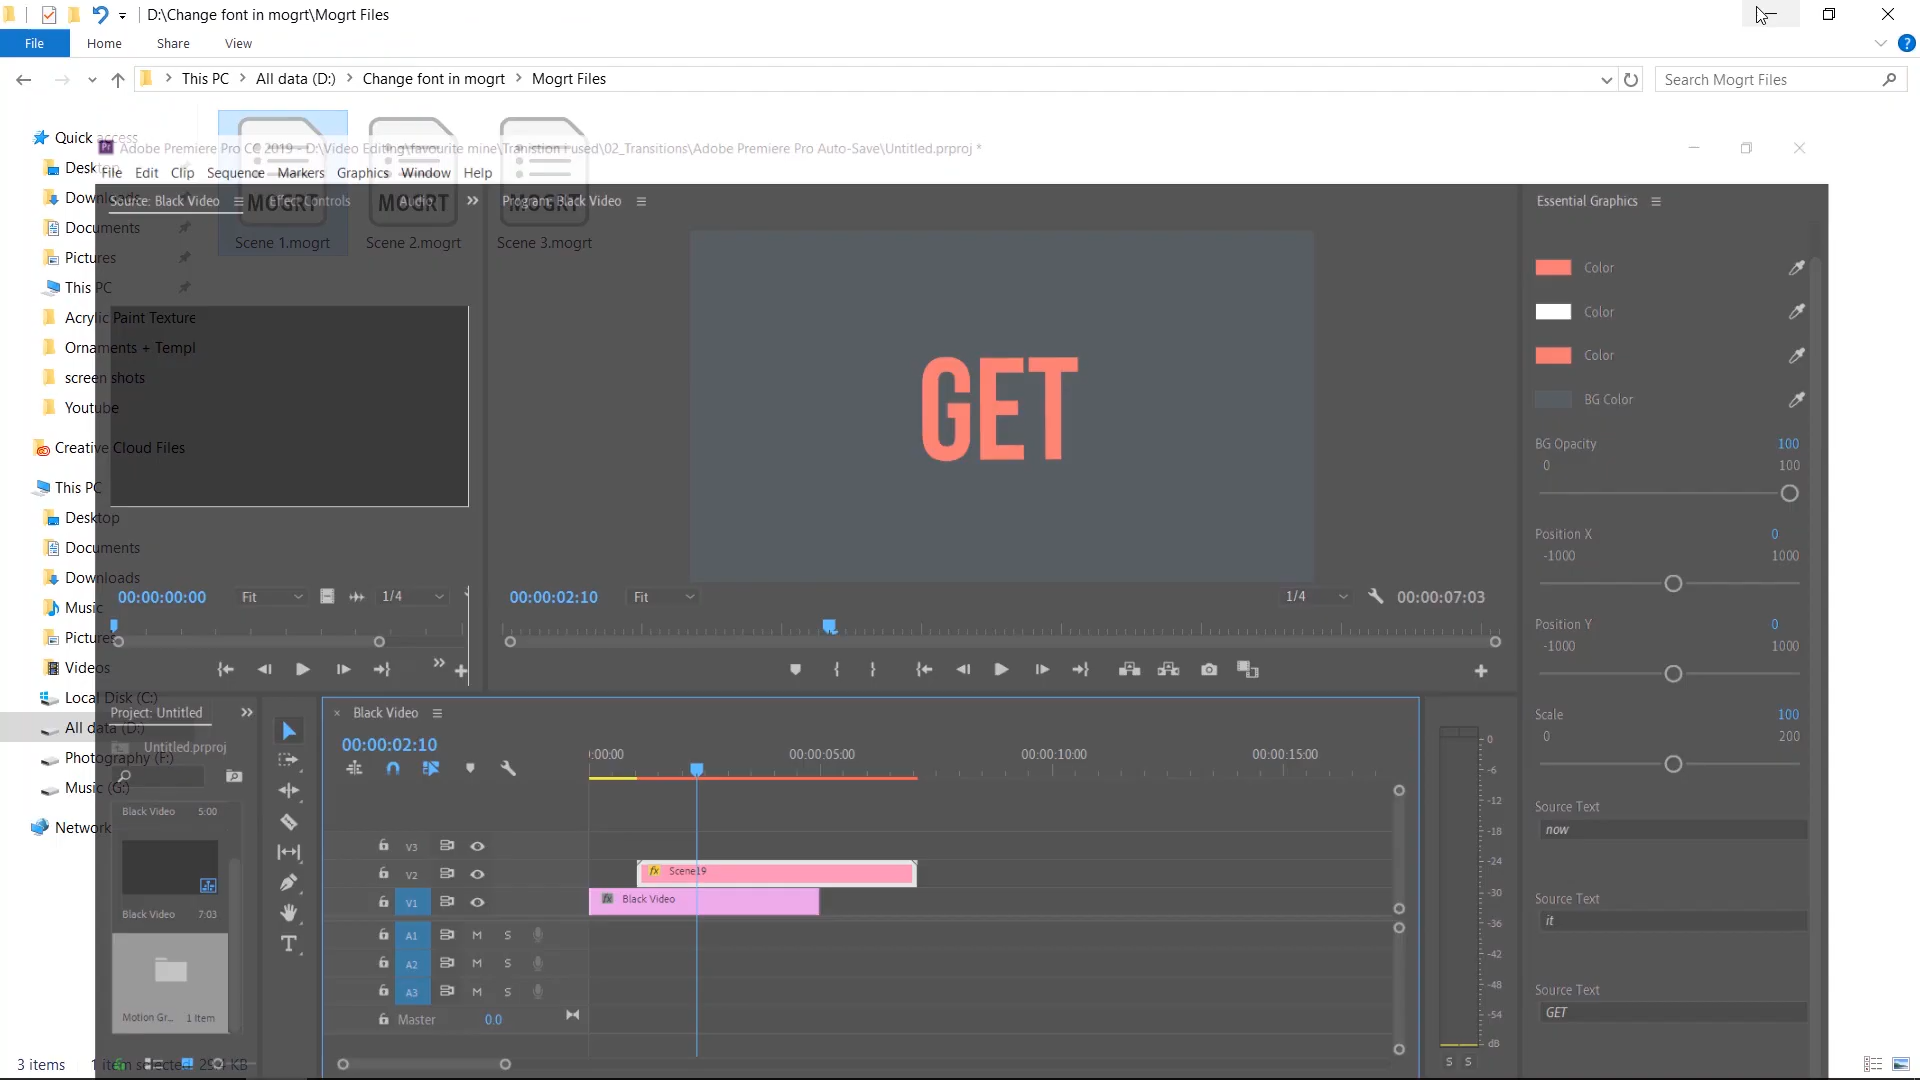 D:\Change font in mogrt\Mogrt Files
File Home Share View
This PC All data (D:) Change font in mogrt Mogrt Files
Search Mogrt Files
Quick access
Desktop
Downloads
Documents
Pictures
This PC
Acrylic Paint Texture
Ornaments + Templ
screen shots
Youtube
Creative Cloud Files
This PC
Desktop
Documents
Downloads
Music
Pictures
Videos
Local Disk (C:)
All data (D:)
Photography (F:)
Music (G:)
Network
MOGRT MOGRT MOGRT
Scene 1.mogrt Scene 2.mogrt Scene 3.mogrt
3 items 1 item selected
Pr Adobe Premiere Pro CC 2019 - D:\Video Editing\favourite mine\Tranistion i used\02_Transitions\Adobe Premiere Pro Auto-Save\Untitled.prproj *
File Edit Clip Sequence Markers Graphics Window Help
Source: Black Video Effect Controls Audio
Program: Black Video
GET
00:00:00:00 Fit 1/4
00:00:02:10 Fit 1/4 00:00:07:03
Essential Graphics
Color
Color
Color
BG Color
BG Opacity 100
0 100
Position X 0
-1000 1000
Position Y 0
-1000 1000
Scale 100
0 200
Source Text
now
Source Text
it
Source Text
GET
Project: Untitled
Untitled.prproj
Black Video 5:00
Black Video 7:03
Motion Gr... 1 Item
× Black Video
00:00:02:10
:00:00 00:00:05:00 00:00:10:00 00:00:15:00
V3
V2 fx Scene19
V1 fx Black Video
A1 M S
A2 M S
A3 M S
Master 0.0
0
-6
-12
-18
-24
-30
-36
-42
-48
-54
dB
S S